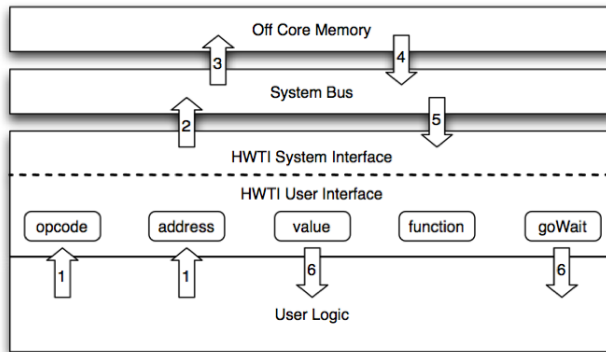 Off Core Memory
3 4
System Bus
2 5
HWTI System Interface
HWTI User Interface
opcode address value function goWait
1 1 6 6
User Logic